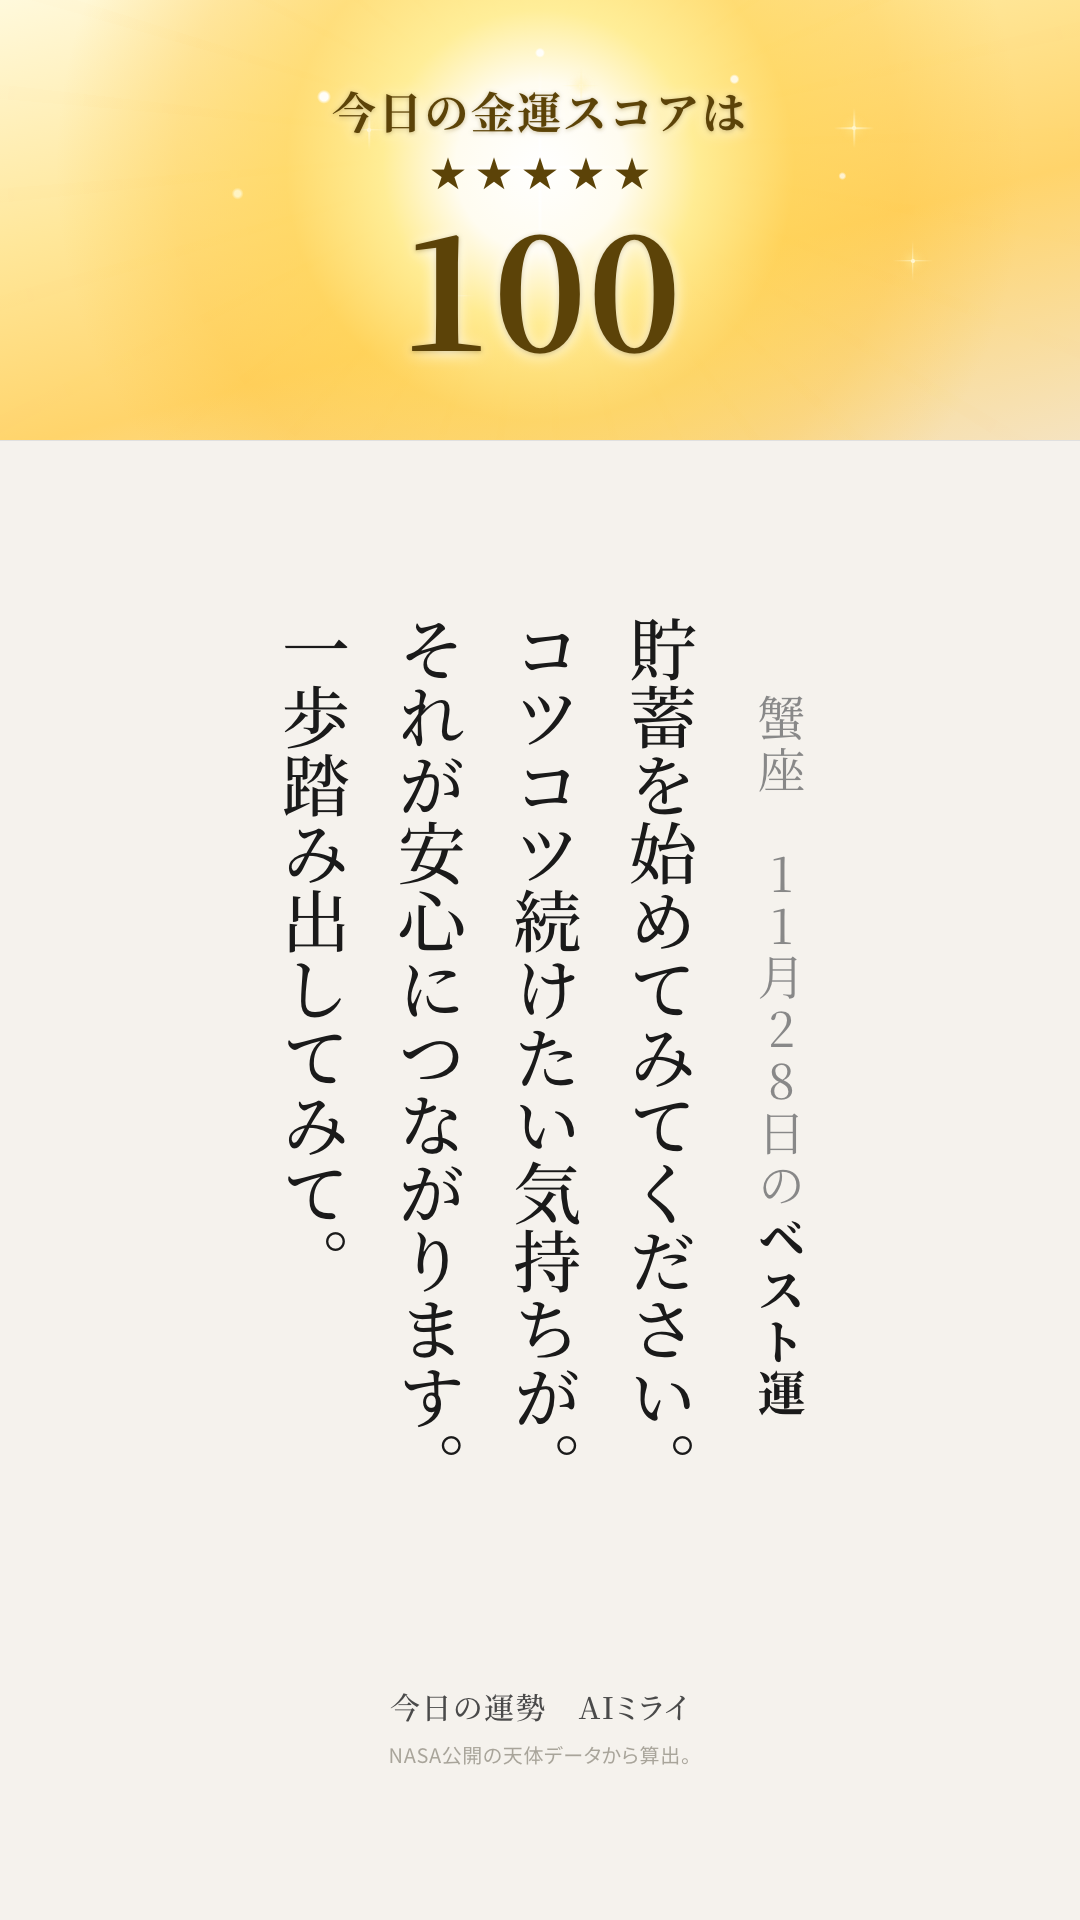 今日の金運スコアは
★★★★★
100
蟹座　11月28日のベスト運
貯蓄を始めてみてください。
コツコツ続けたい気持ちが。
それが安心につながります。
一歩踏み出してみて。
今日の運勢　AIミライ
NASA公開の天体データから算出。